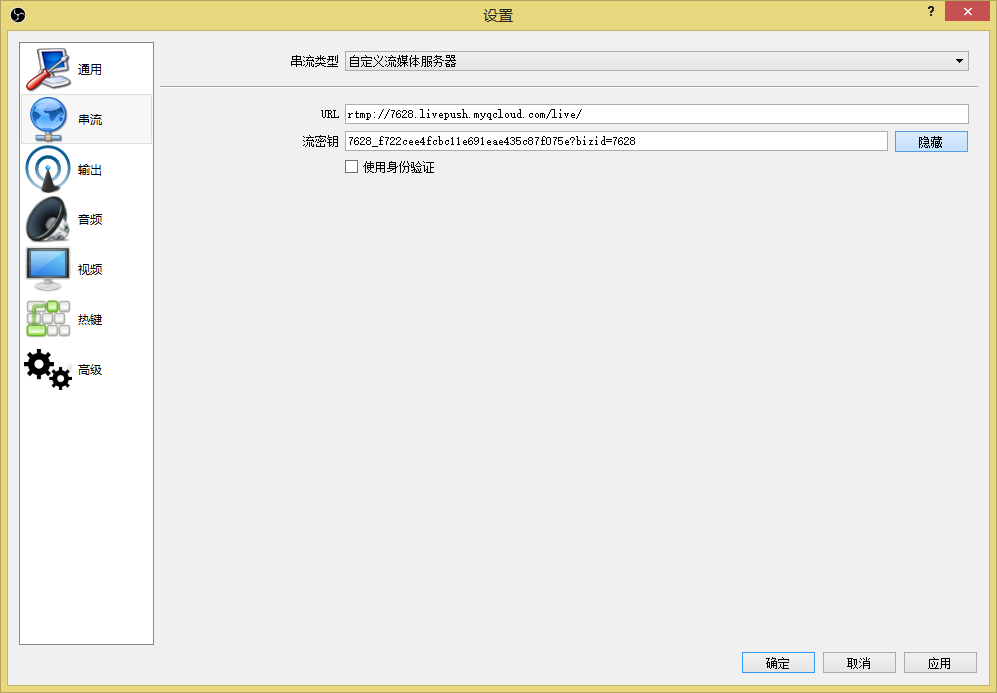 设置
?
通用
串流
输出
音频
视频
热键
高级
串流类型 自定义流媒体服务器
URL rtmp://7628.livepush.myqcloud.com/live/
流密钥 7628_f722cee4fcbc11e691eae435c87f075e?bizid=7628 隐藏
使用身份验证
确定 取消 应用